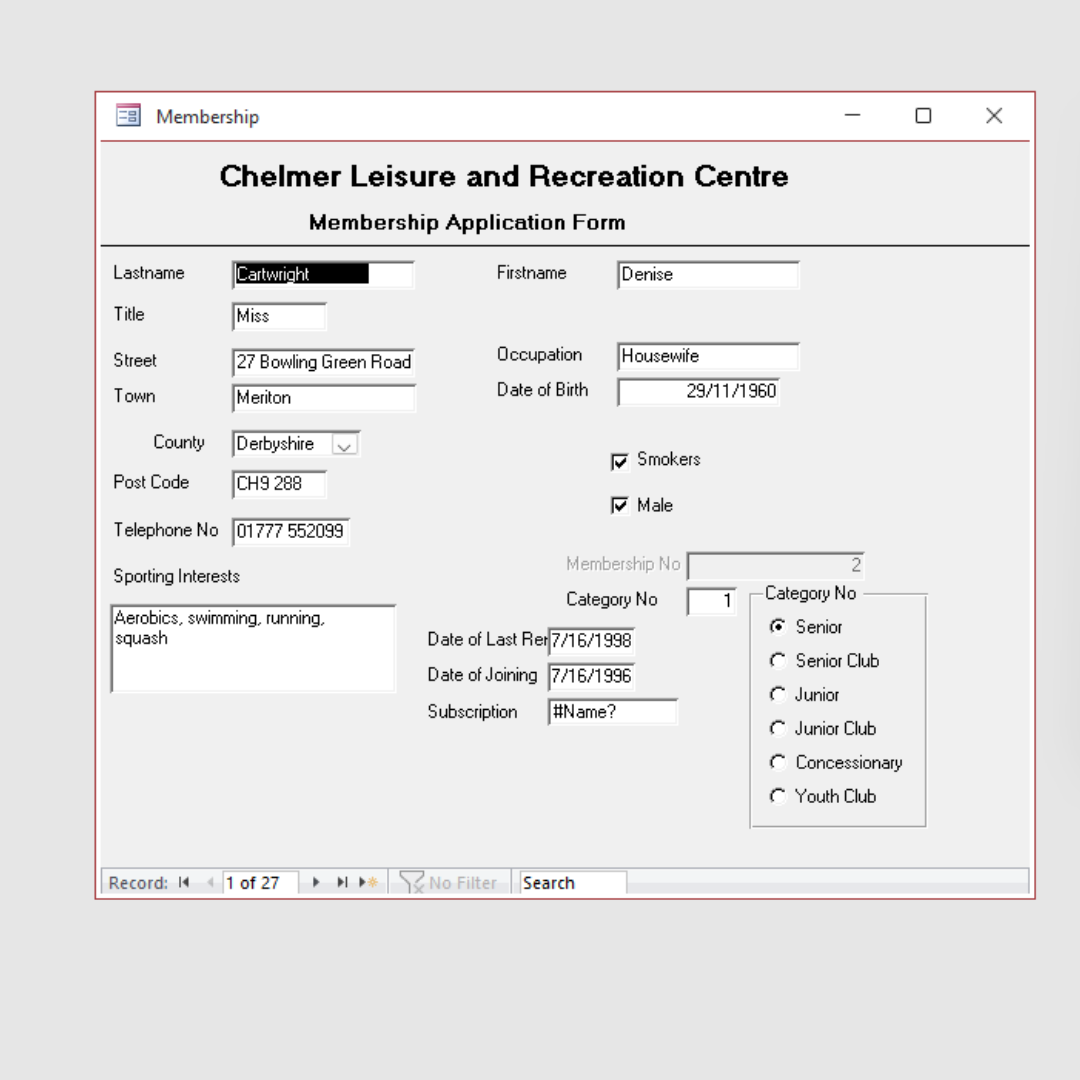 Membership
Chelmer Leisure and Recreation Centre
Membership Application Form
Lastname Cartwright Firstname Denise
Title Miss
Street 27 Bowling Green Road Occupation Housewife
Town Meriton Date of Birth 29/11/1960
County Derbyshire
Smokers
Post Code CH9 288
Male
Telephone No 01777 552099
Membership No 2
Sporting Interests
Category No 1 Category No
Aerobics, swimming, running,
squash
Senior
Date of Last Rer 7/16/1998
Senior Club
Date of Joining 7/16/1996
Junior
Subscription #Name?
Junior Club
Concessionary
Youth Club
Record: 1 of 27 No Filter Search